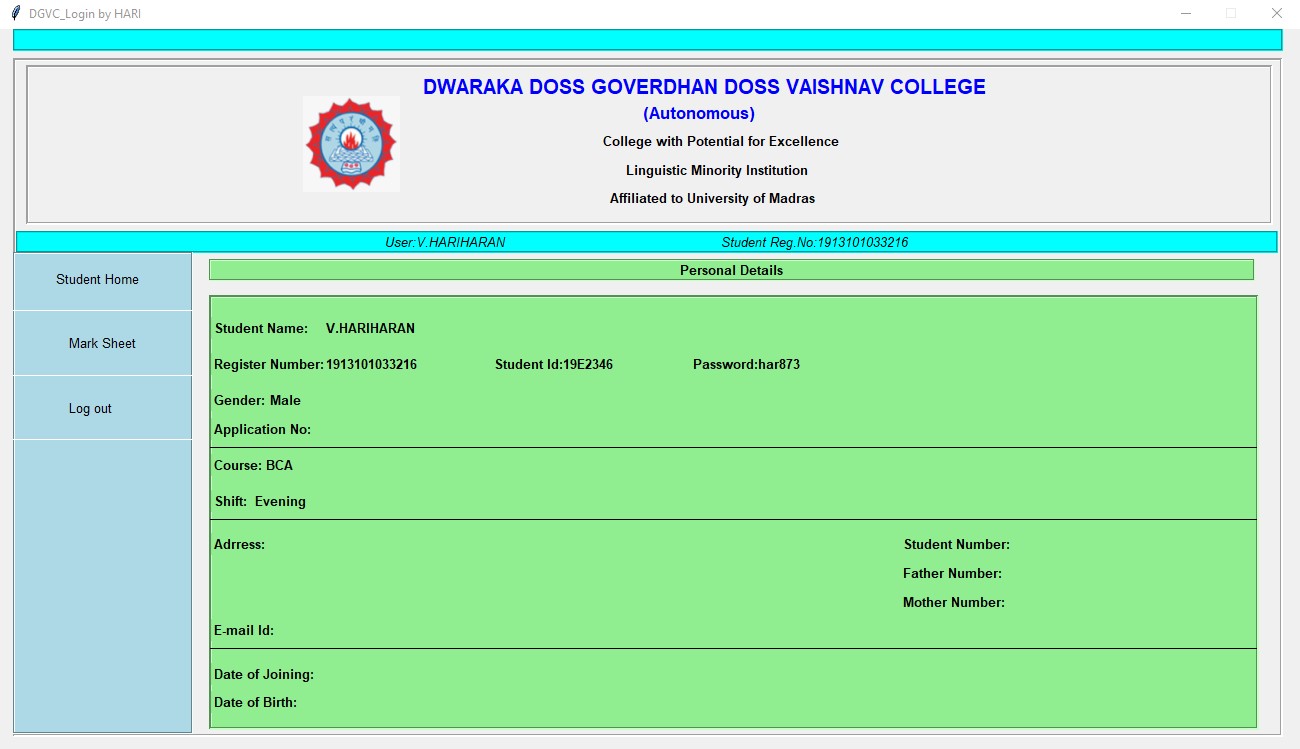 DGVC_Login by HARI
DWARAKA DOSS GOVERDHAN DOSS VAISHNAV COLLEGE
(Autonomous)
College with Potential for Excellence
Linguistic Minority Institution
Affiliated to University of Madras
User:V.HARIHARAN Student Reg.No:1913101033216
Student Home
Mark Sheet
Log out
Personal Details
Student Name: V.HARIHARAN
Register Number: 1913101033216 Student Id:19E2346 Password:har873
Gender: Male
Application No:
Course: BCA
Shift: Evening
Adrress: Student Number:
Father Number:
Mother Number:
E-mail Id:
Date of Joining:
Date of Birth: